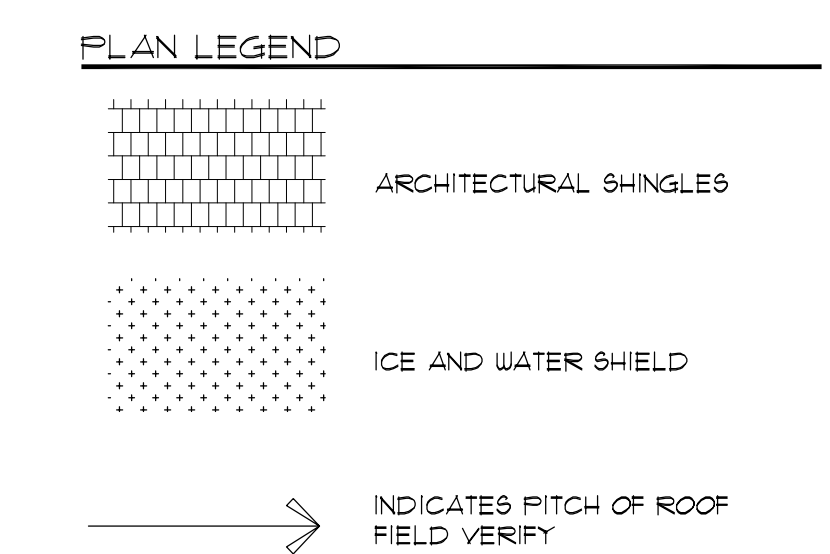 PLAN LEGEND
ARCHITECTURAL SHINGLES
ICE AND WATER SHIELD
INDICATES PITCH OF ROOF
FIELD VERIFY